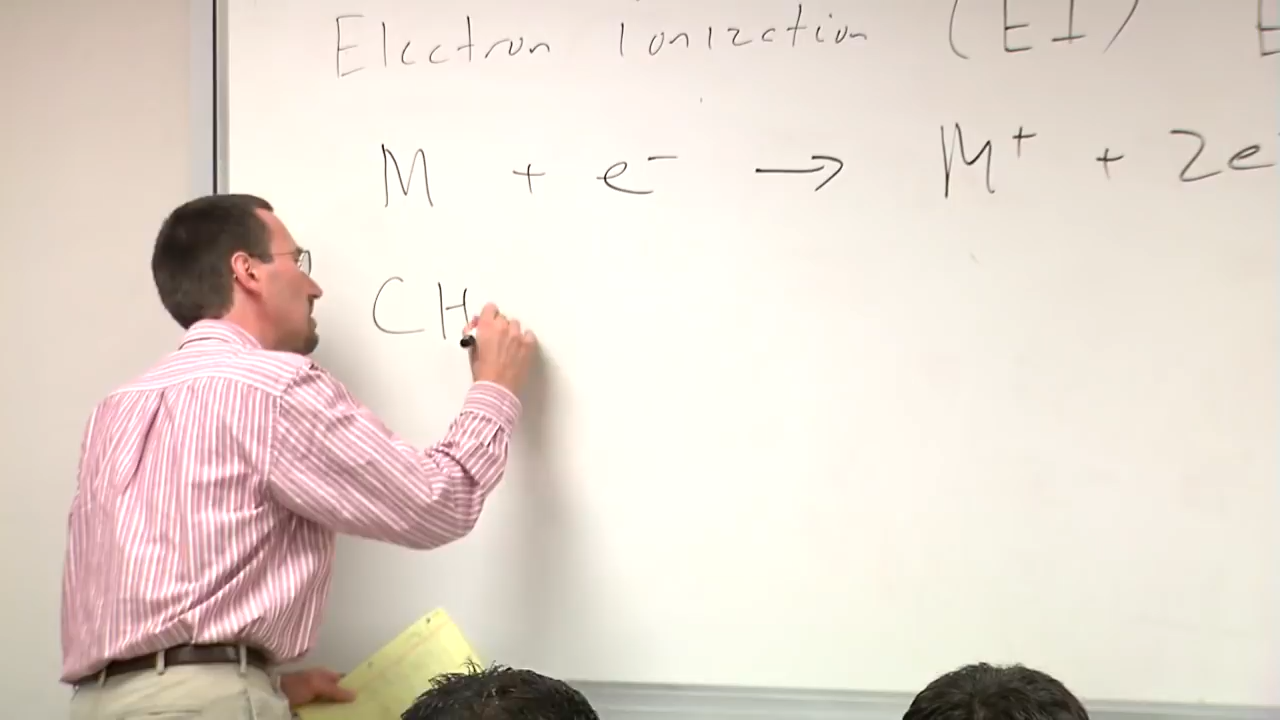 Electron Ionization (EI) E
M + e⁻ → M⁺ + 2e
CH